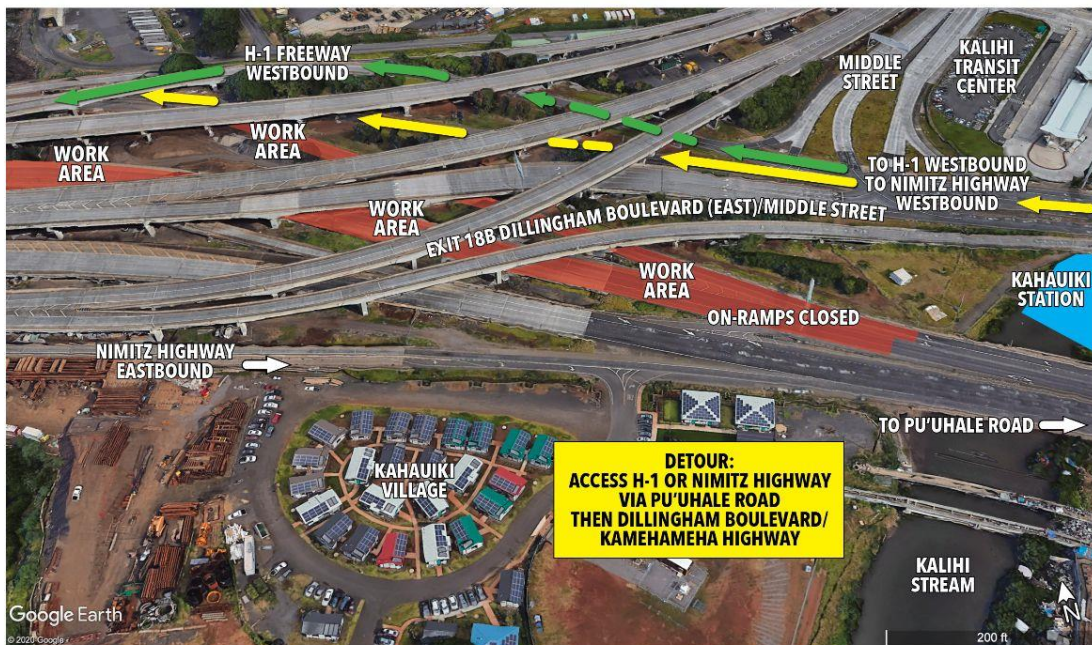 H-1 FREEWAY
WESTBOUND
MIDDLE
STREET
KALIHI
TRANSIT
CENTER
WORK
AREA
WORK
AREA
TO H-1 WESTBOUND
TO NIMITZ HIGHWAY
WESTBOUND
WORK
AREA
EXIT 18B DILLINGHAM BOULEVARD (EAST)/MIDDLE STREET
WORK
AREA
KAHAUIKI
STATION
ON-RAMPS CLOSED
NIMITZ HIGHWAY
EASTBOUND
TO PU'UHALE ROAD
KAHAUIKI
VILLAGE
DETOUR:
ACCESS H-1 OR NIMITZ HIGHWAY
VIA PU'UHALE ROAD
THEN DILLINGHAM BOULEVARD/
KAMEHAMEHA HIGHWAY
KALIHI
STREAM
Google Earth
© 2020 Google
200 ft
N